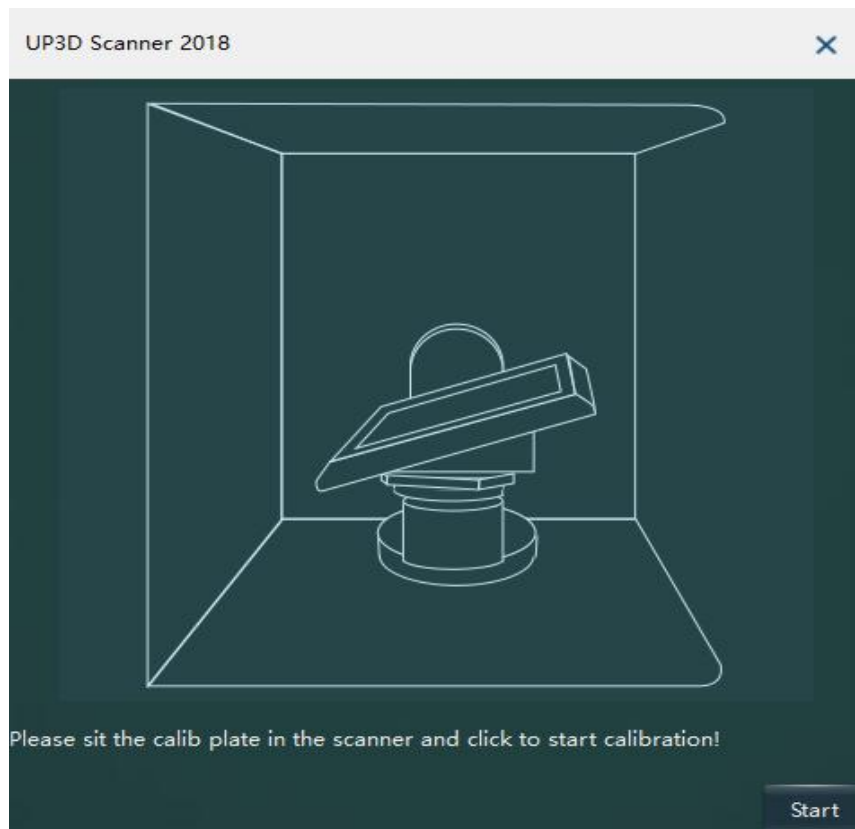 UP3D Scanner 2018
Please sit the calib plate in the scanner and click to start calibration!
Start